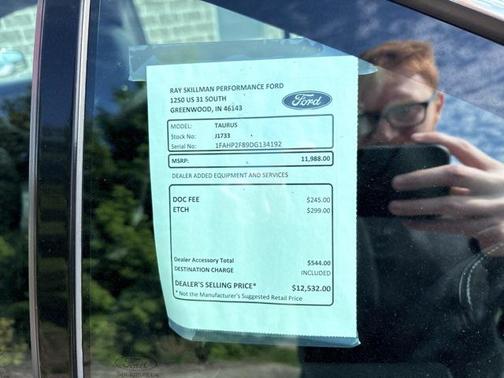 RAY SKILLMAN PERFORMANCE FORD
1250 US 31 SOUTH
GREENWOOD, IN 46143
Ford
MODEL: TAURUS
Stock No: J1733
Serial No: 1FAHP2F89DG134192
MSRP: 11,988.00
DEALER ADDED EQUIPMENT AND SERVICES
DOC FEE $245.00
ETCH $299.00
Dealer Accessory Total $544.00
DESTINATION CHARGE INCLUDED
DEALER'S SELLING PRICE* $12,532.00
* Not the Manufacturer's Suggested Retail Price